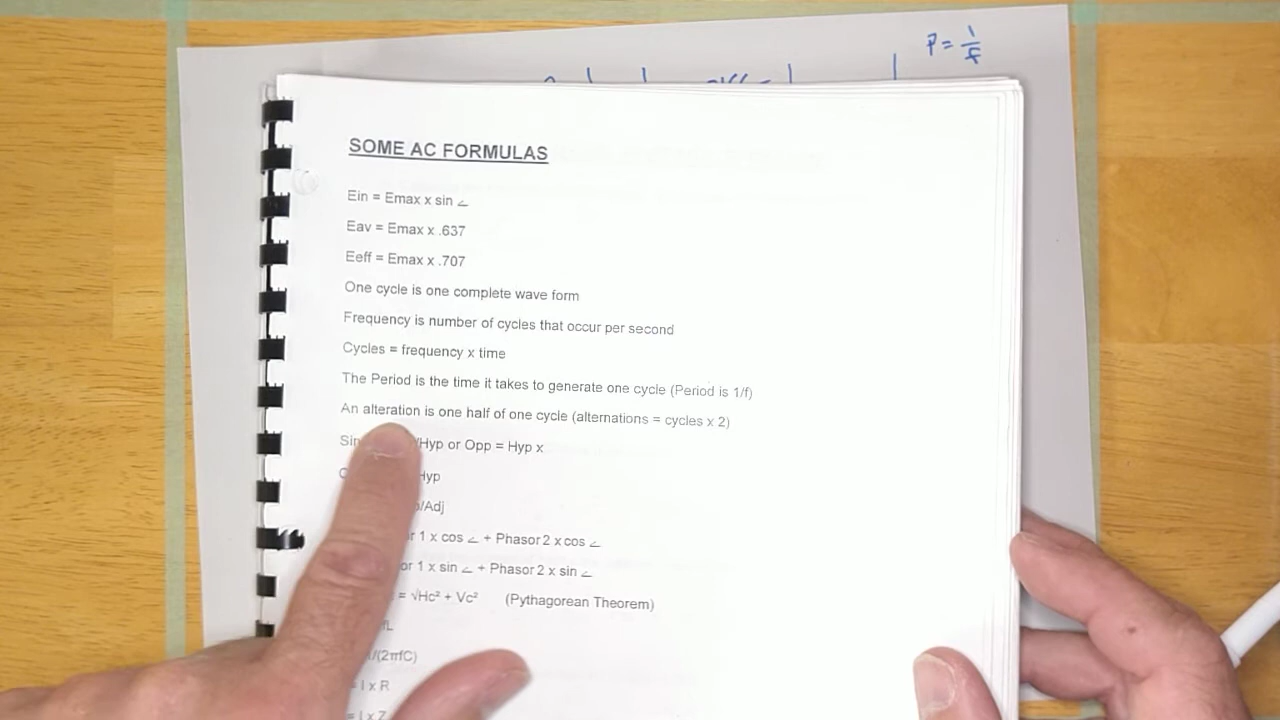 P = 1/f
SOME AC FORMULAS
Ein = Emax x sin ∠
Eav = Emax x .637
Eeff = Emax x .707
One cycle is one complete wave form
Frequency is number of cycles that occur per second
Cycles = frequency x time
The Period is the time it takes to generate one cycle (Period is 1/f)
An alteration is one half of one cycle (alternations = cycles x 2)
/Hyp or Opp = Hyp x
Hyp
/Adj
1 x cos ∠ + Phasor 2 x cos ∠
1 x sin ∠ + Phasor 2 x sin ∠
= √Hc² + Vc² (Pythagorean Theorem)
L
/(2πfC)
= I x R
= I x Z